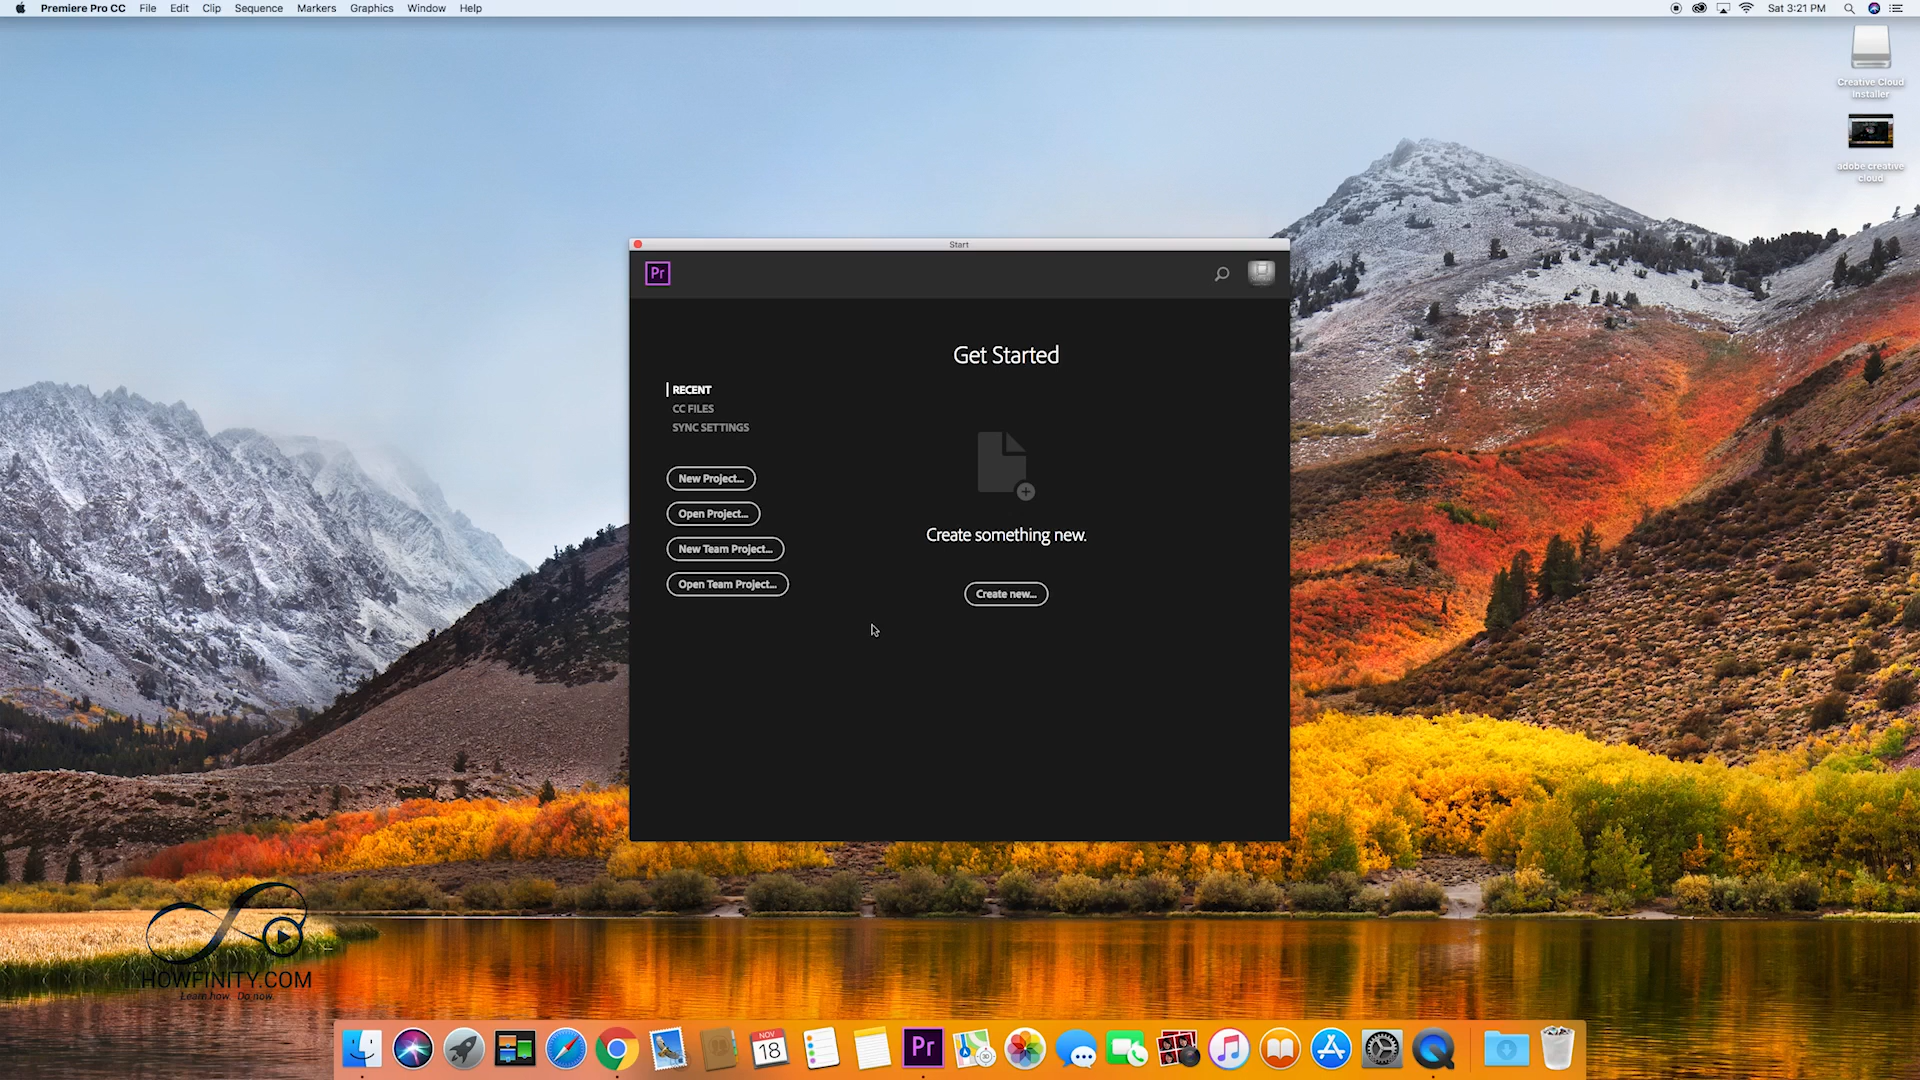 Premiere Pro CC File Edit Clip Sequence Markers Graphics Window Help Sat 3:21 PM
Creative Cloud
Installer
adobe creative
cloud
Start
Pr
Get Started
RECENT
CC FILES
SYNC SETTINGS
New Project...
Open Project...
New Team Project...
Open Team Project...
Create something new.
Create new...
HOWFINITY.COM
Learn how. Do now.
NOV
18
Pr
3D